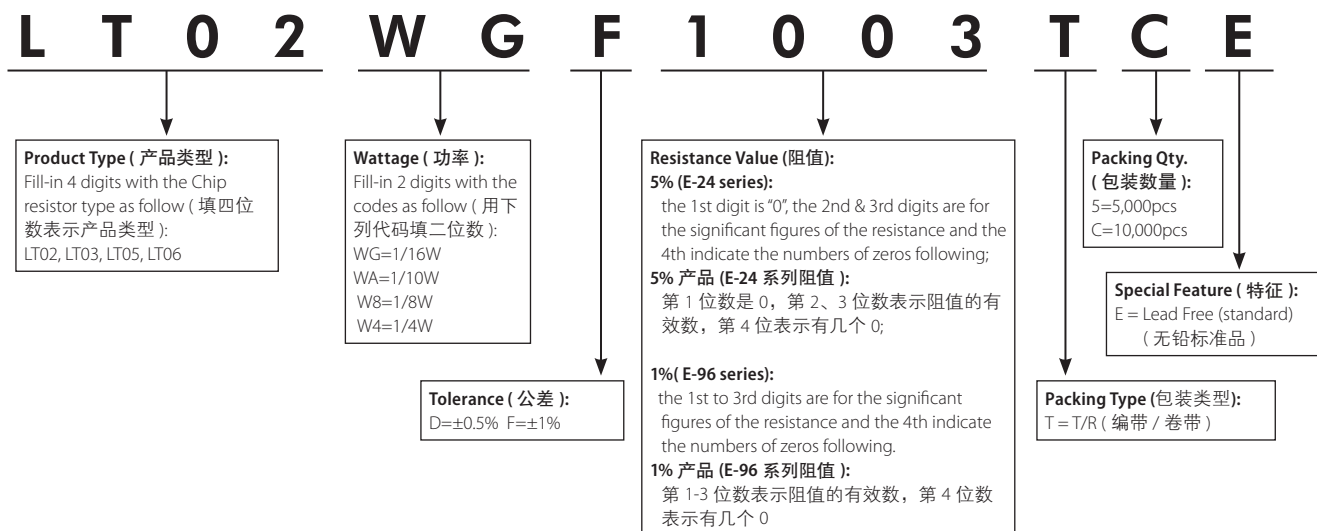 L T 0 2 W G F 1 0 0 3 T C E
Product Type ( 产品类型 ):
Fill-in 4 digits with the Chip
resistor type as follow ( 填四位
数表示产品类型 ):
LT02, LT03, LT05, LT06
Wattage ( 功率 ):
Fill-in 2 digits with the
codes as follow ( 用下
列代码填二位数 ):
WG=1/16W
WA=1/10W
W8=1/8W
W4=1/4W
Tolerance ( 公差 ):
D=±0.5% F=±1%
Resistance Value (阻值):
5% (E-24 series):
the 1st digit is “0”, the 2nd & 3rd digits are for
the significant figures of the resistance and the
4th indicate the numbers of zeros following;
5% 产品 (E-24 系列阻值 ):
第 1 位数是 0，第 2、3 位数表示阻值的有
效数，第 4 位表示有几个 0;
1%( E-96 series):
the 1st to 3rd digits are for the significant
figures of the resistance and the 4th indicate
the numbers of zeros following.
1% 产品 (E-96 系列阻值 ):
第 1-3 位数表示阻值的有效数，第 4 位数
表示有几个 0
Packing Qty.
( 包装数量 ):
5=5,000pcs
C=10,000pcs
Special Feature ( 特征 ):
E = Lead Free (standard)
( 无铅标准品 )
Packing Type (包装类型):
T = T/R ( 编带 / 卷带 )